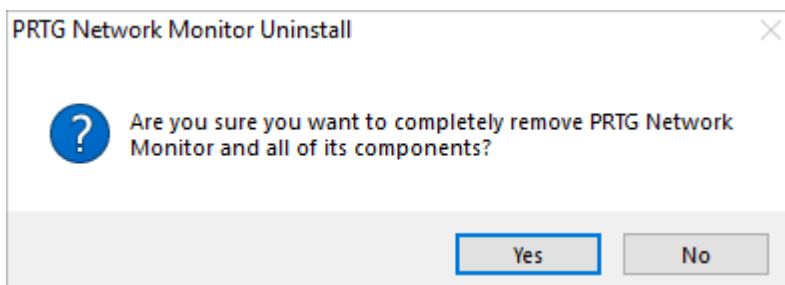 PRTG Network Monitor Uninstall
Are you sure you want to completely remove PRTG Network
Monitor and all of its components?
Yes
No